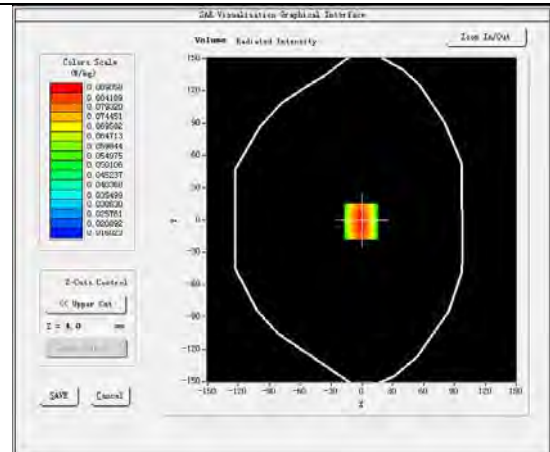 SAR Visualisation Graphical Interface
Volume Radiated Intensity
Zoom In/Out
Colors Scale
(W/kg)
0.089058
0.084189
0.079320
0.074451
0.069582
0.064713
0.059844
0.054975
0.050106
0.045237
0.040368
0.035499
0.030630
0.025761
0.020892
0.016023
150
120
90
60
30
0
-30
-60
-90
-120
-150
Y
-150 -120 -90 -60 -30 0 30 60 90 120 150
X
Z-Cuts Control
<< Upper Cut
Z = 4.0 mm
SAVE
Cancel